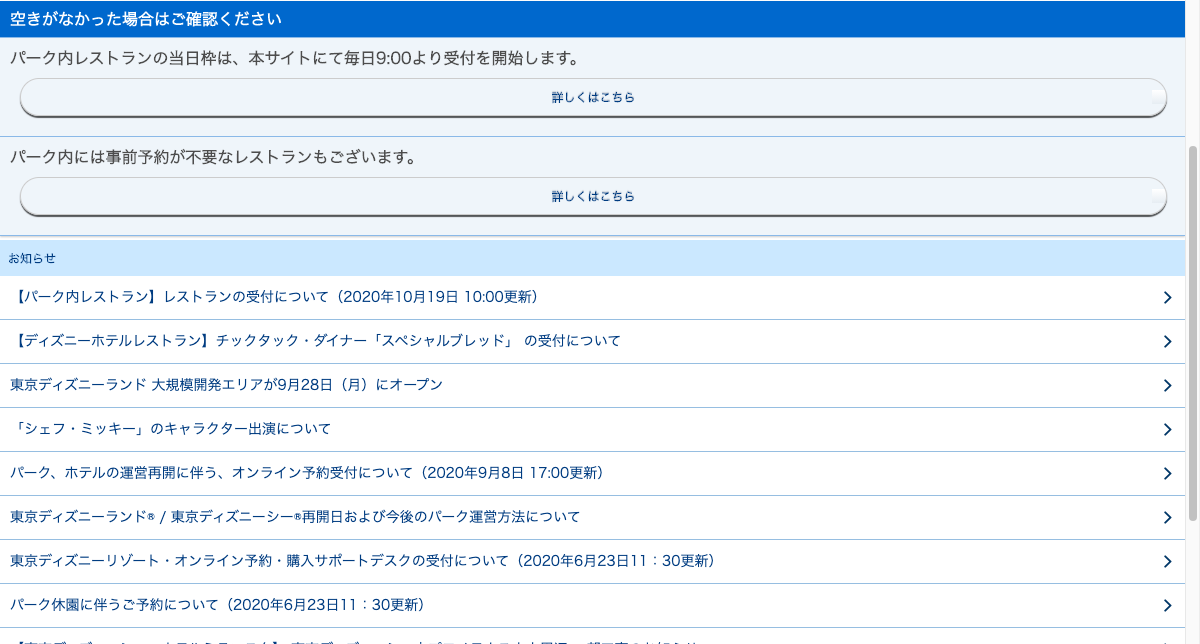 空きがなかった場合はご確認ください
パーク内レストランの当日枠は、本サイトにて毎日9:00より受付を開始します。
詳しくはこちら
パーク内には事前予約が不要なレストランもございます。
詳しくはこちら
お知らせ
【パーク内レストラン】レストランの受付について（2020年10月19日 10:00更新）
【ディズニーホテルレストラン】チックタック・ダイナー「スペシャルブレッド」 の受付について
東京ディズニーランド 大規模開発エリアが9月28日（月）にオープン
「シェフ・ミッキー」のキャラクター出演について
パーク、ホテルの運営再開に伴う、オンライン予約受付について（2020年9月8日 17:00更新）
東京ディズニーランド® / 東京ディズニーシー®再開日および今後のパーク運営方法について
東京ディズニーリゾート・オンライン予約・購入サポートデスクの受付について（2020年6月23日11：30更新）
パーク休園に伴うご予約について（2020年6月23日11：30更新）